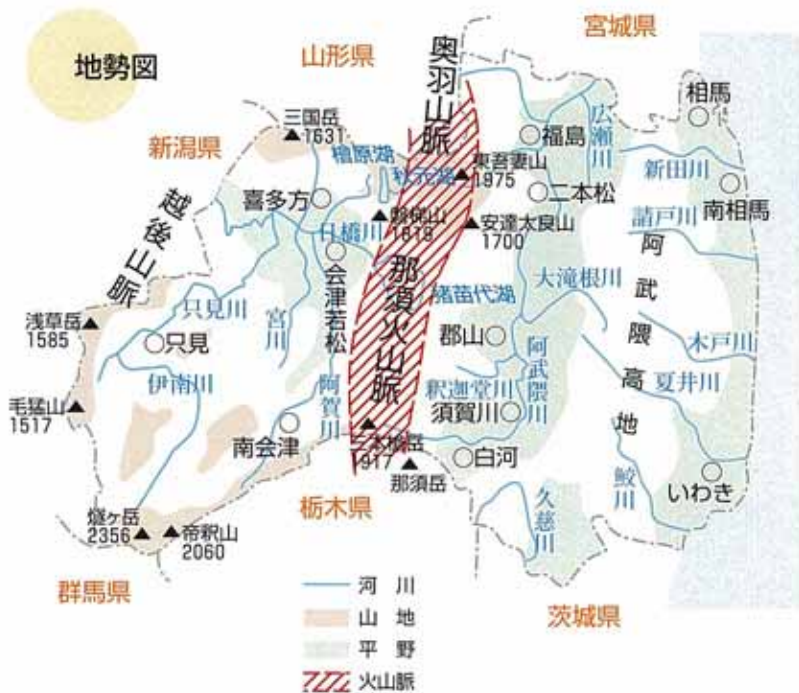 地勢図
山形県
宮城県
新潟県
栃木県
群馬県
茨城県
奥羽山脈
越後山脈
那須火山脈
阿武隈高地
三国岳
1631
檜原湖
秋元湖
東吾妻山
1975
磐梯山
1819
安達太良山
1700
福島
広瀬川
相馬
新田川
南相馬
二本松
請戸川
喜多方
日橋川
会津若松
猪苗代湖
大滝根川
浅草岳
1585
只見川
只見
宮川
郡山
阿武隈川
木戸川
夏井川
伊南川
阿賀川
釈迦堂川
須賀川
毛猛山
1517
南会津
三本槍岳
1917
那須岳
白河
久慈川
鮫川
いわき
燧ヶ岳
2356
帝釈山
2060
河川
山地
平野
火山脈